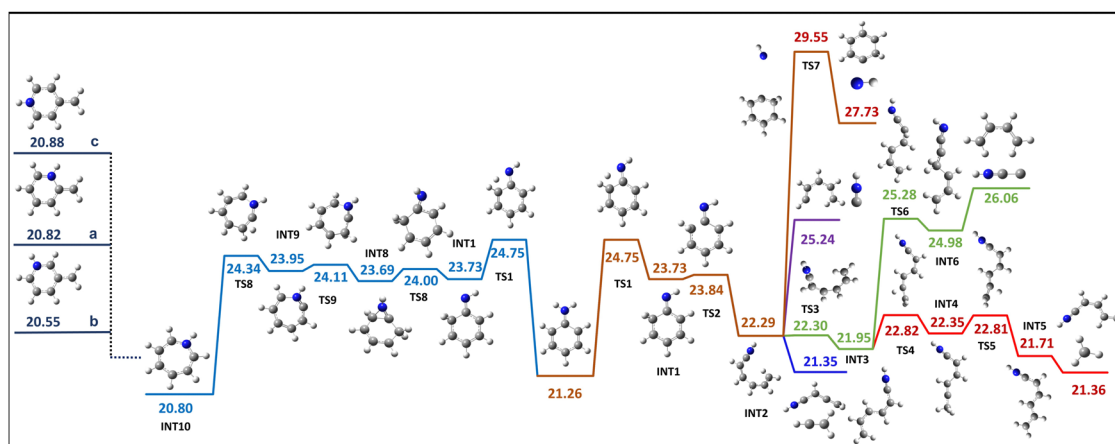 20.88 c
20.82 a
20.55 b
20.80
INT10
24.34
TS8
INT9
23.95
24.11
TS9
INT8
23.69
24.00
TS8
INT1
23.73
24.75
TS1
21.26
24.75
TS1
23.73
INT1
23.84
TS2
22.29
INT2
29.55
TS7
27.73
25.24
TS3
22.30
21.35
21.95
INT3
25.28
TS6
24.98
INT6
26.06
22.82
TS4
INT4
22.35
22.81
TS5
INT5
21.71
21.36